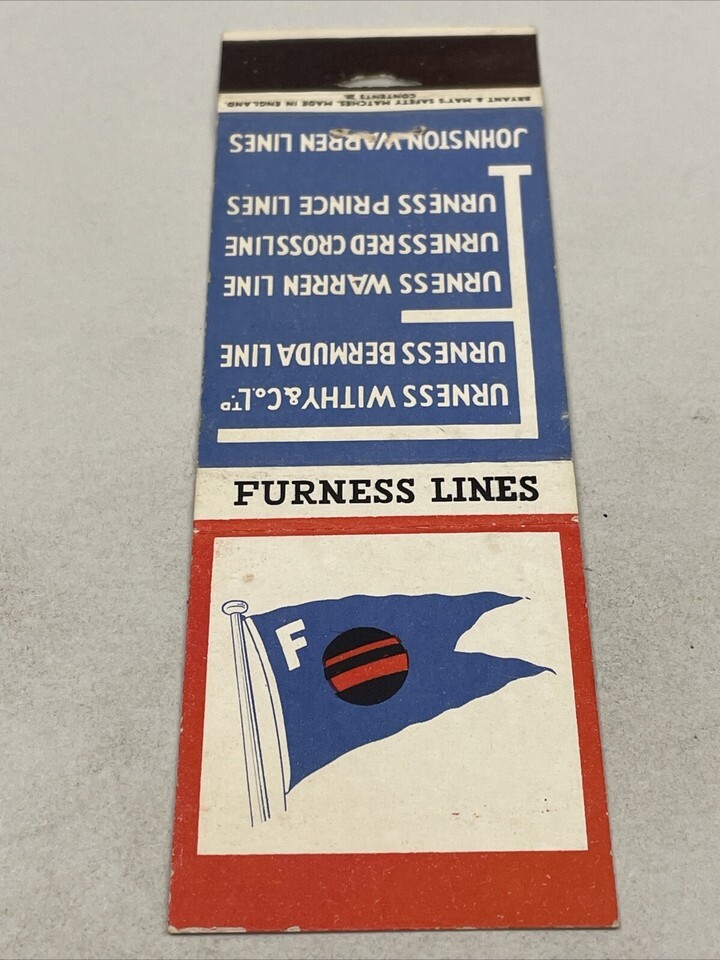 FURNESS LINES
F
F
URNESS WITHY & Co. LTD
URNESS BERMUDA LINE
URNESS WARREN LINE
URNESS RED CROSS LINE
URNESS PRINCE LINES
JOHNSTON WARREN LINES
BRYANT & MAY'S SAFETY MATCHES. MADE IN ENGLAND.
CONTENTS